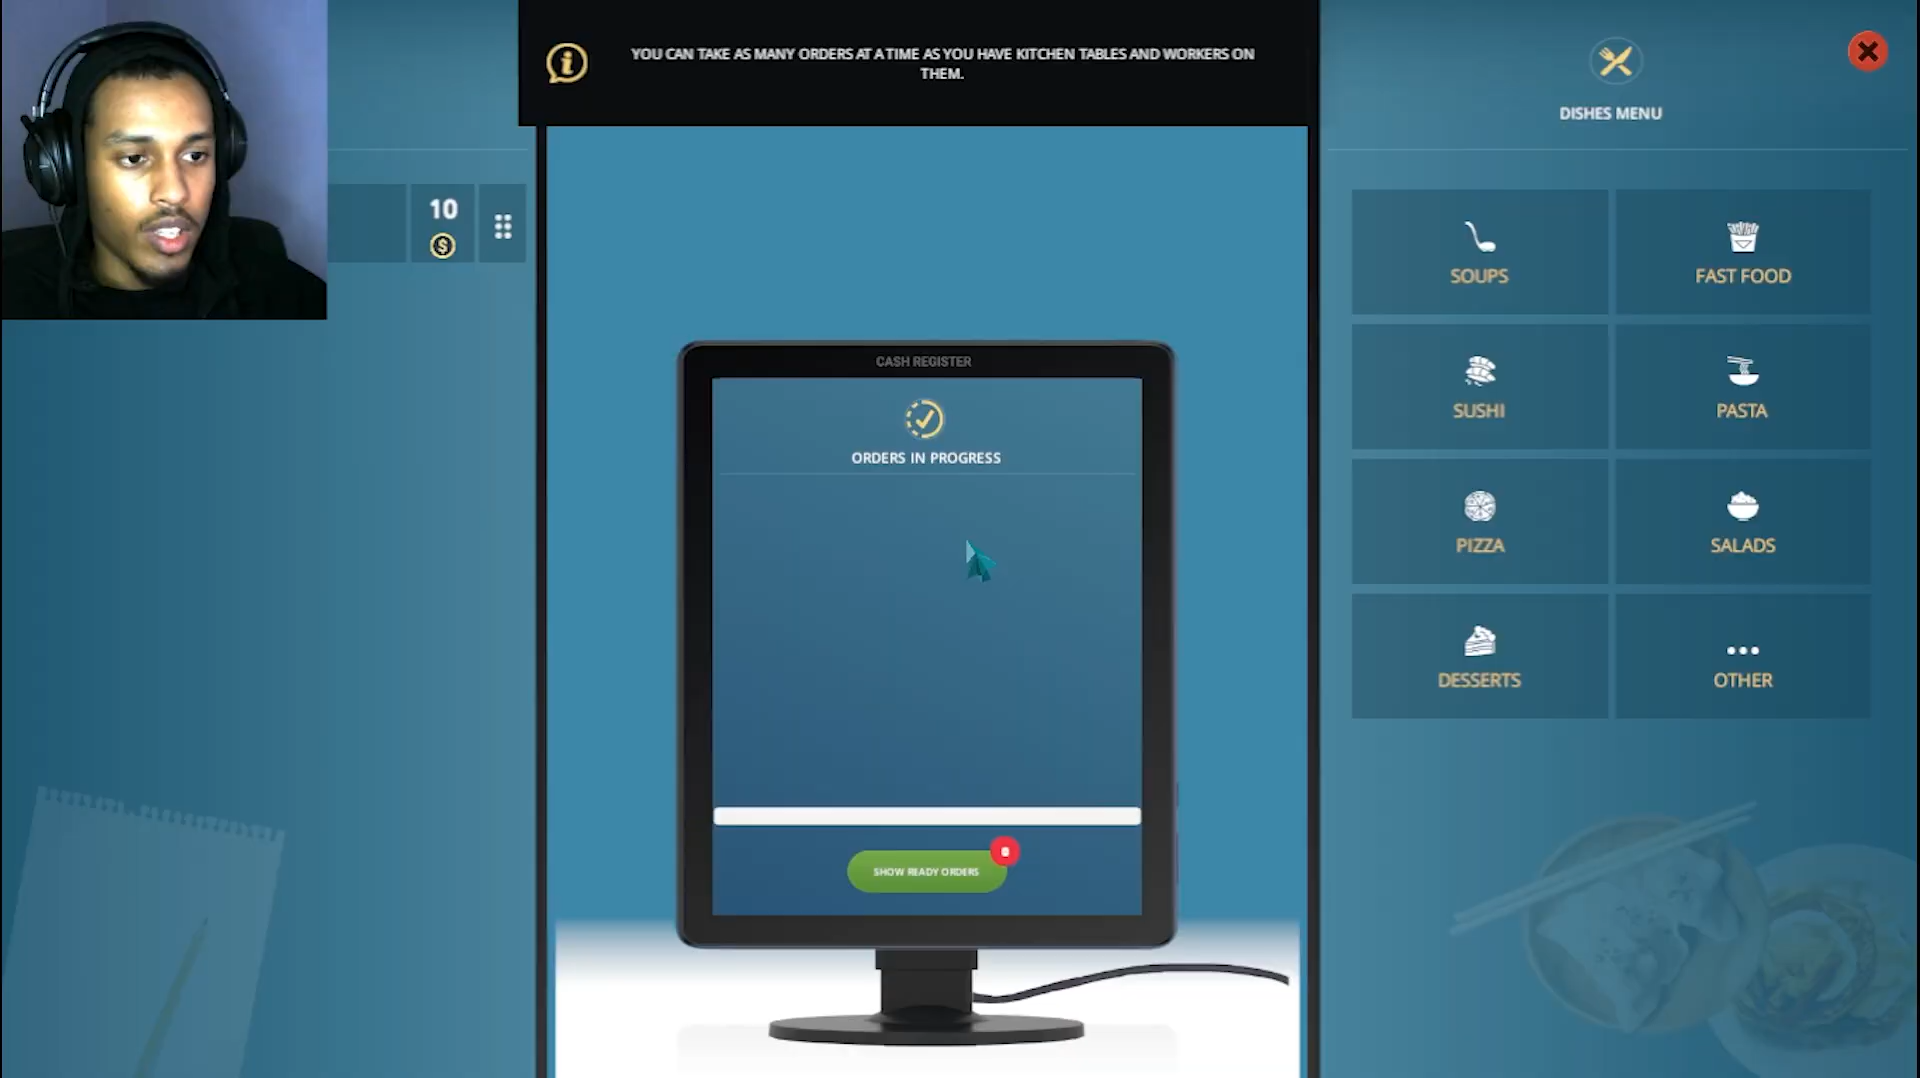 YOU CAN TAKE AS MANY ORDERS AT A TIME AS YOU HAVE KITCHEN TABLES AND WORKERS ON
THEM.
DISHES MENU
10
SOUPS
FAST FOOD
SUSHI
PASTA
PIZZA
SALADS
DESSERTS
OTHER
CASH REGISTER
ORDERS IN PROGRESS
SHOW READY ORDERS